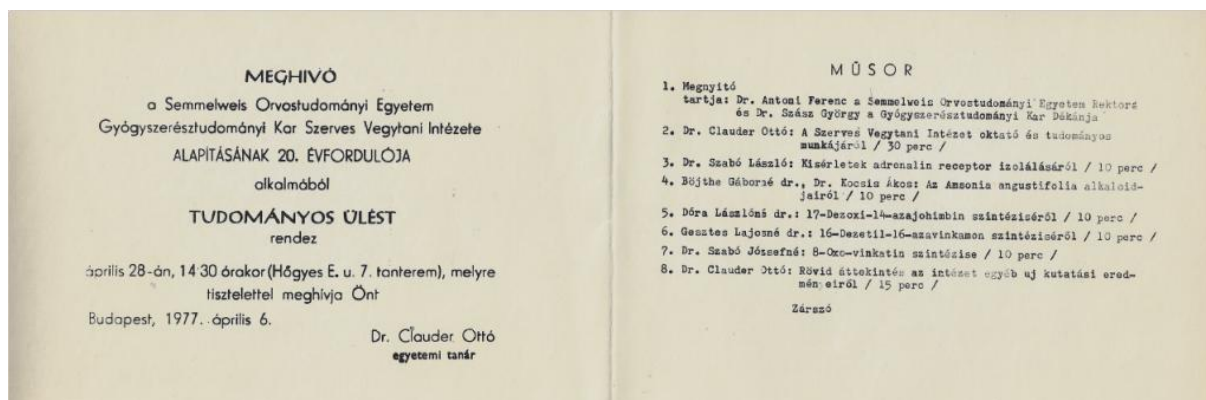 MEGHIVÓ
a Semmelweis Orvostudományi Egyetem
Gyógyszerésztudományi Kar Szerves Vegytani Intézete
ALAPÍTÁSÁNAK 20. ÉVFORDULÓJA
alkalmából
TUDOMÁNYOS ÜLÉST
rendez
április 28-án, 14.30 órakor (Hőgyes E. u. 7. tanterem), melyre
tisztelettel meghívja Önt
Budapest, 1977. április 6.
Dr. Clauder Ottó
egyetemi tanár
MŰSOR
1. Megnyitó
tartja: Dr. Antoni Ferenc a Semmelweis Orvostudományi Egyetem Rektora
és Dr. Szász György a Gyógyszerésztudományi Kar Dékánja
2. Dr. Clauder Ottó: A Szerves Vegytani Intézet oktató és tudományos
munkájáról / 30 perc /
3. Dr. Szabó László: Kisérletek adrenalin receptor izolálásáról / 10 perc /
4. Böjthe Gáborné dr., Dr. Kocsis Ákos: Az Amsonia angustifolia alkaloid-
jairól / 10 perc /
5. Dóra Lászlóné dr.: 17-Dezoxi-14-azajohimbin szintéziséről / 10 perc /
6. Gesztes Lajosné dr.: 16-Dezetil-16-azavinkamon szintéziséről / 10 perc /
7. Dr. Szabó Józsefné: 8-Oxo-vinkatin szintézise / 10 perc /
8. Dr. Clauder Ottó: Rövid áttekintés az intézet egyéb uj kutatási ered-
ményeiről / 15 perc /
Zárszó